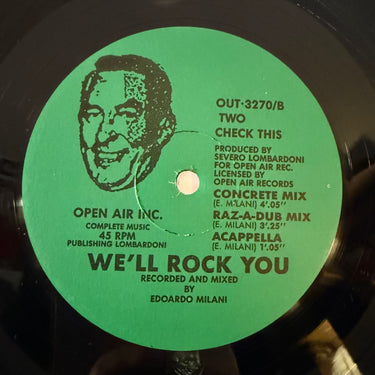 OUT-3270/B
TWO
CHECK THIS
PRODUCED BY
SEVERO LOMBARDONI
FOR OPEN AIR REC.
LICENSED BY
OPEN AIR RECORDS
CONCRETE MIX
(E. MILANI) 4'.05"
RAZ-A-DUB MIX
(E. MILANI) 3'.25"
ACAPPELLA
(E. MILANI) 1'.05"
OPEN AIR INC.
COMPLETE MUSIC
45 RPM
PUBLISHING LOMBARDONI
WE'LL ROCK YOU
RECORDED AND MIXED
BY
EDOARDO MILANI